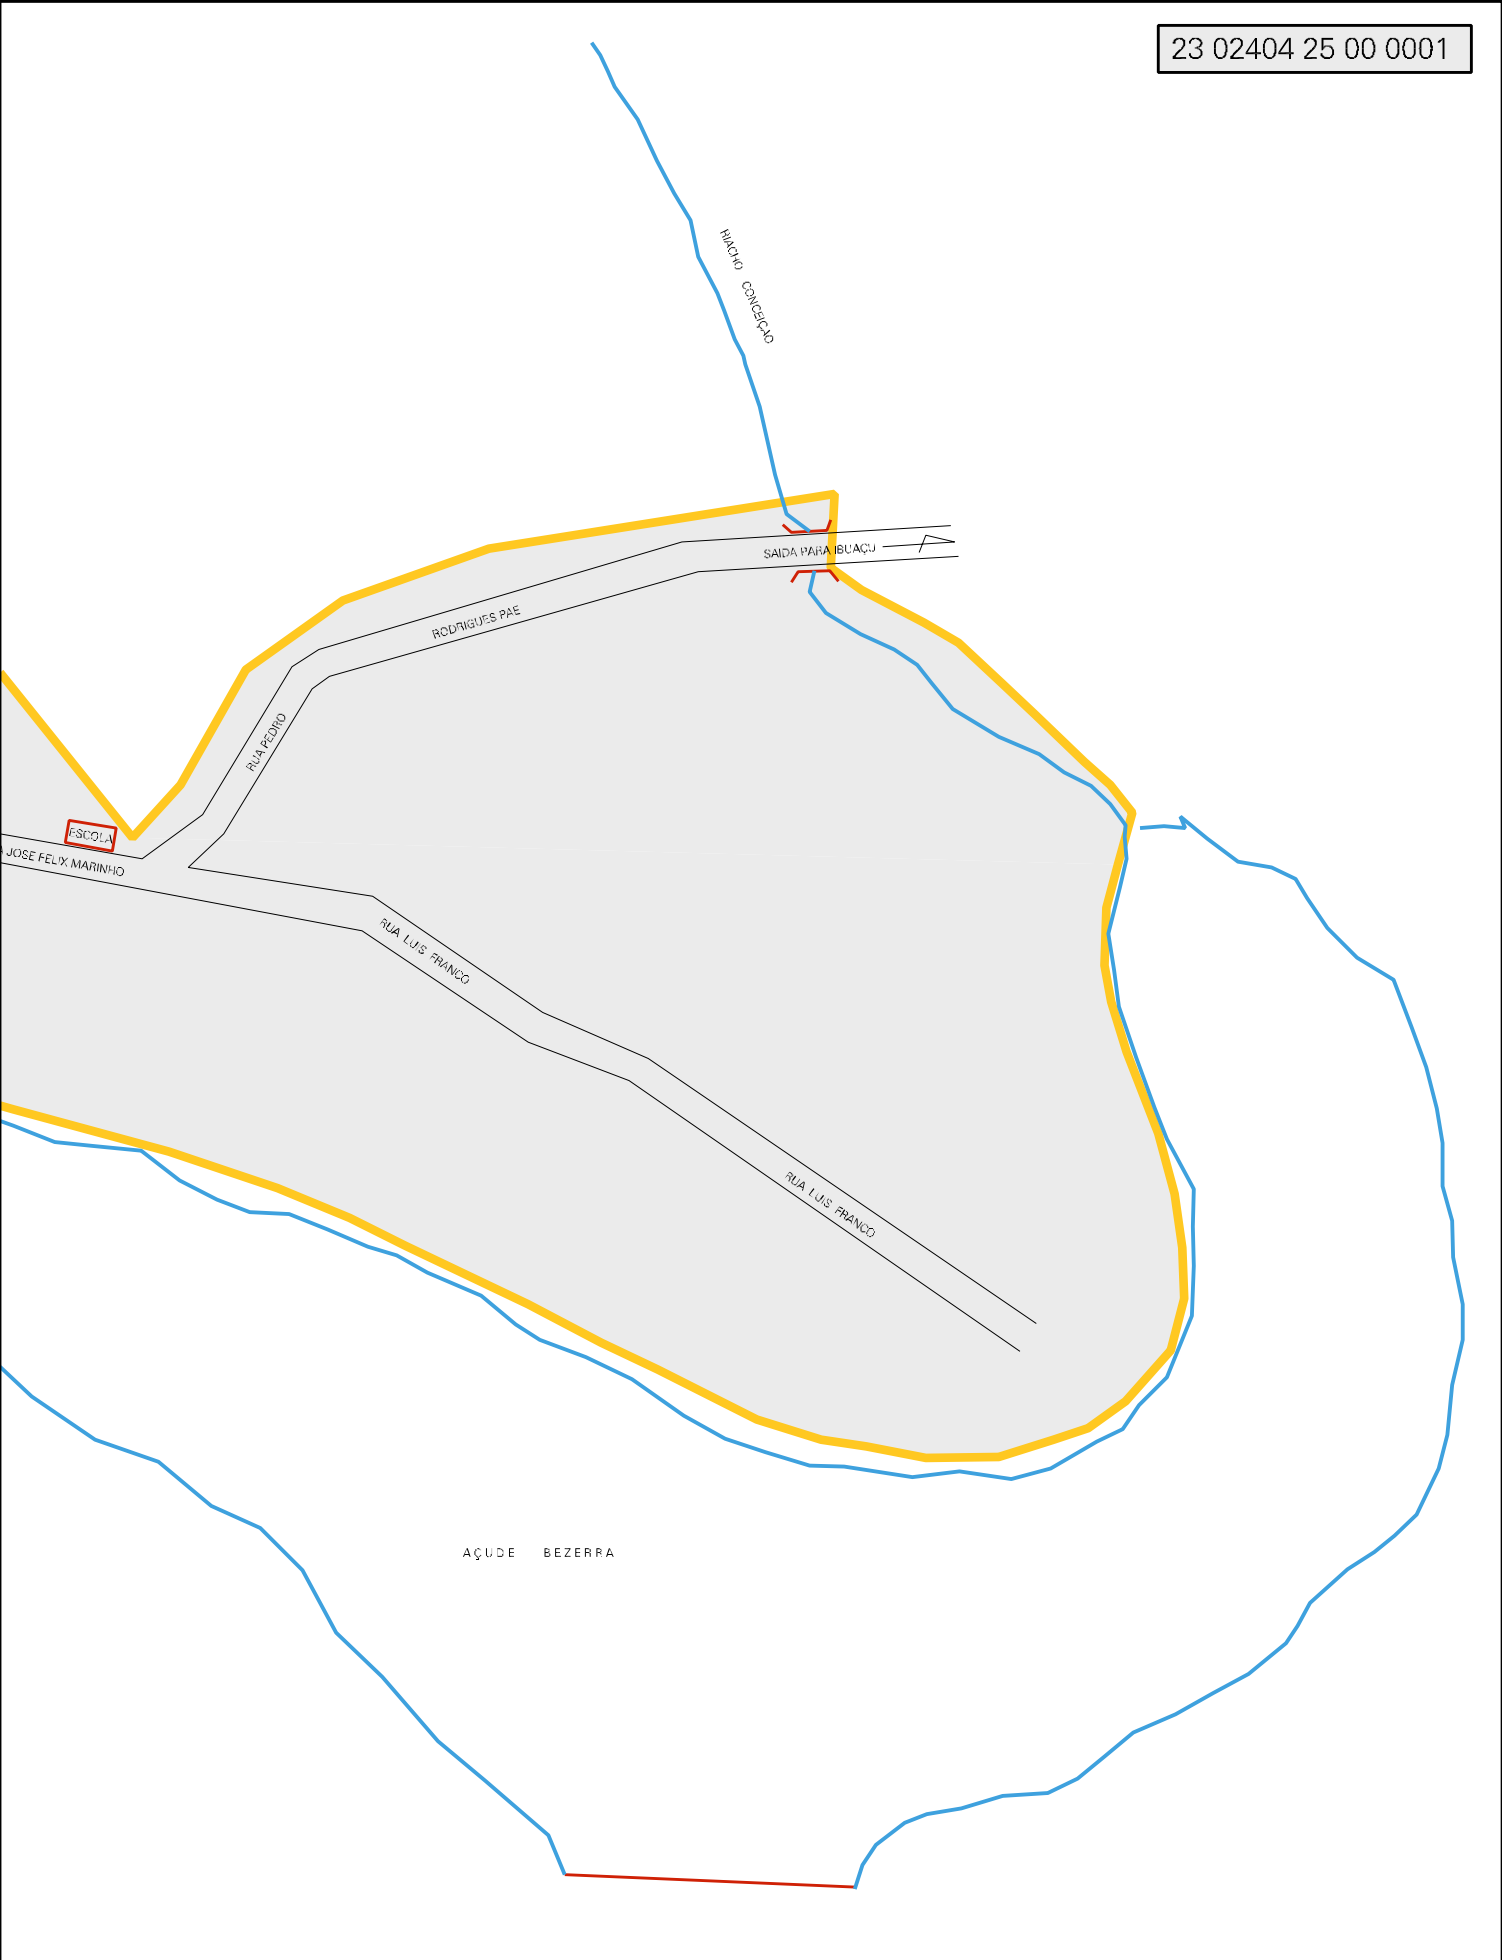 23 02404 25 00 0001
RIACHO CONCEIÇAO
SAIDA PARA IBUAÇU
RODRIGUES PAE
RUA PEDRO
ESCOLA
A JOSE FELIX MARINHO
RUA LUIS FRANCO
RUA LUIS FRANCO
AÇUDE BEZERRA